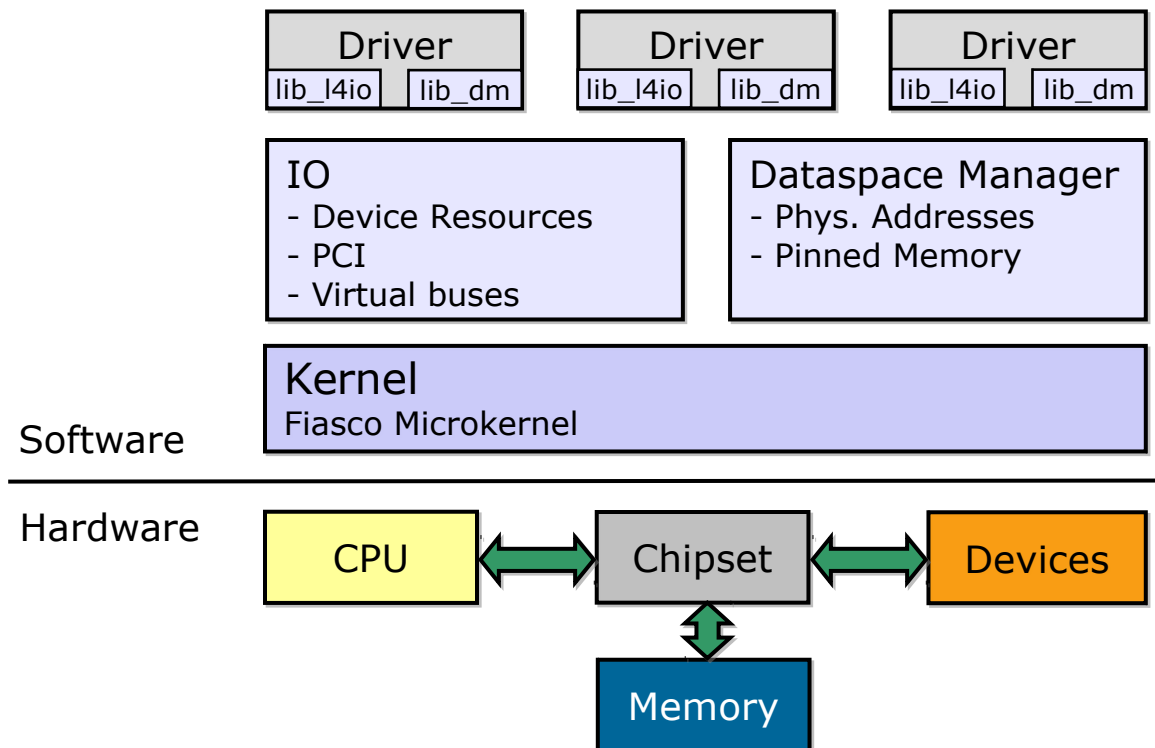 Driver
lib_l4io lib_dm
Driver
lib_l4io lib_dm
Driver
lib_l4io lib_dm
IO
- Device Resources
- PCI
- Virtual buses
Dataspace Manager
- Phys. Addresses
- Pinned Memory
Kernel
Fiasco Microkernel
Software
Hardware
CPU
Chipset
Devices
Memory